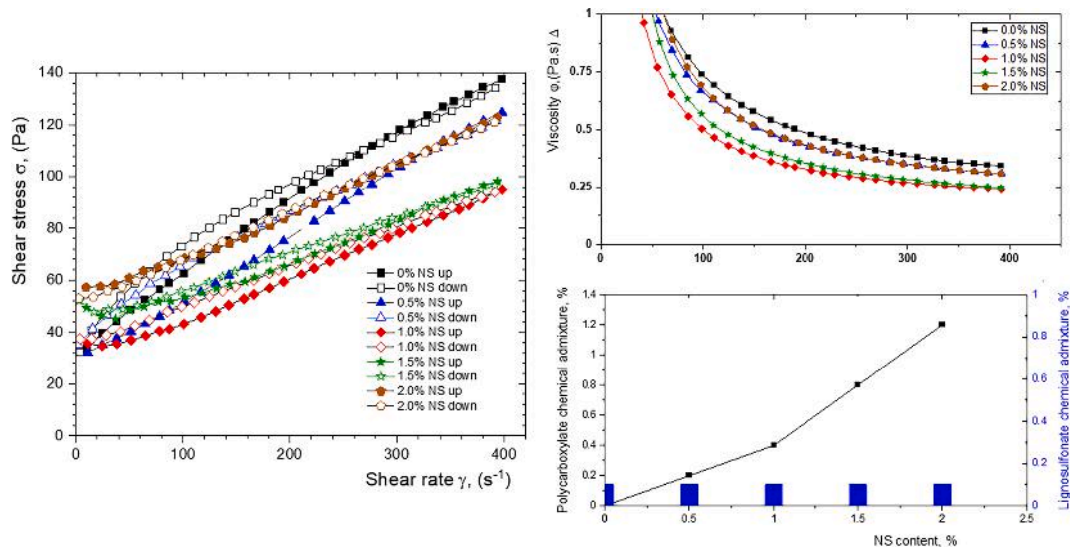 Shear stress σ, (Pa)
140
120
100
80
60
40
20
0
0
100
200
300
400
Shear rate γ, (s⁻¹)
0% NS up
0% NS down
0.5% NS up
0.5% NS down
1.0% NS up
1.0% NS down
1.5% NS up
1.5% NS down
2.0% NS up
2.0% NS down
Viscosity φ,(Pa,s) Δ
1
0.75
0.5
0.25
0
0
100
200
300
400
0.0% NS
0.5% NS
1.0% NS
1.5% NS
2.0% NS
Polycarboxylate chemical admixture, %
1.4
1.2
1
0.8
0.6
0.4
0.2
0
0
0.5
1
1.5
2
2.5
NS content, %
1
0.8
0.6
0.4
0.2
0
Lignosulfonate chemical admixture, %